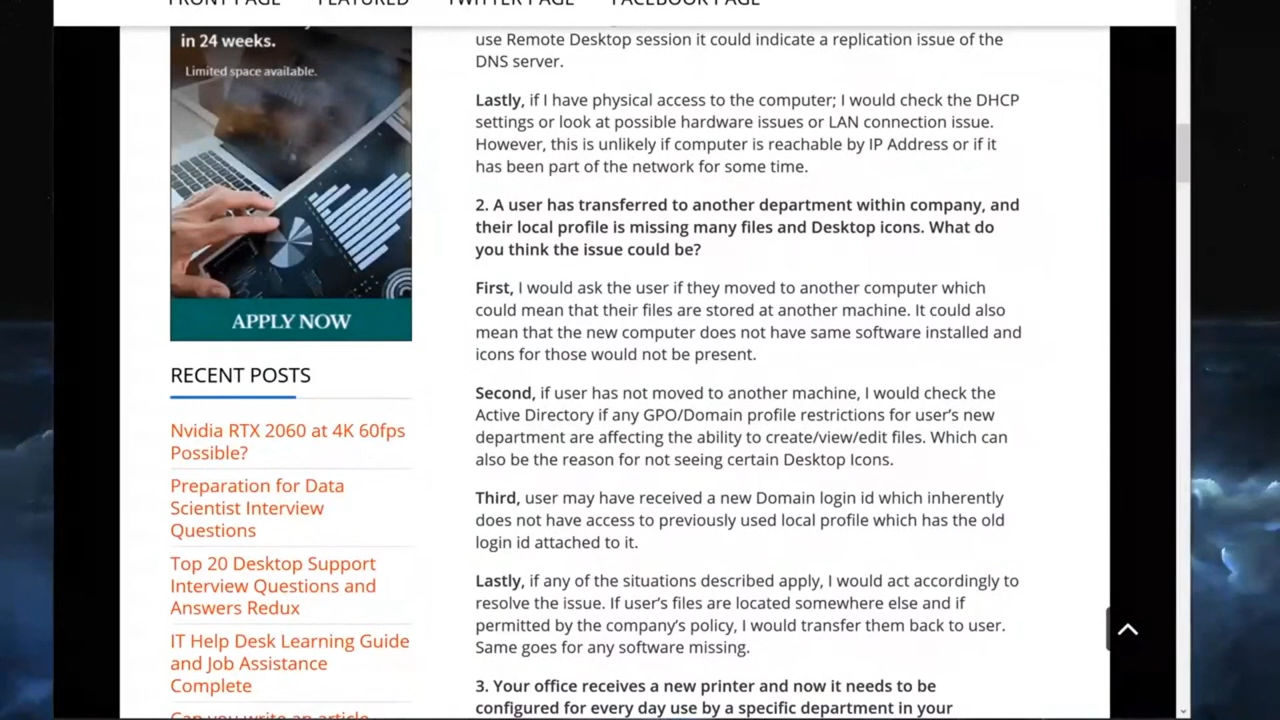 FRONT PAGE
FEATURED
TWITTER PAGE
FACEBOOK PAGE
in 24 weeks.
Limited space available.
APPLY NOW
RECENT POSTS
Nvidia RTX 2060 at 4K 60fps
Possible?
Preparation for Data
Scientist Interview
Questions
Top 20 Desktop Support
Interview Questions and
Answers Redux
IT Help Desk Learning Guide
and Job Assistance
Complete
Can you write an article
use Remote Desktop session it could indicate a replication issue of the
DNS server.
Lastly, if I have physical access to the computer; I would check the DHCP
settings or look at possible hardware issues or LAN connection issue.
However, this is unlikely if computer is reachable by IP Address or if it
has been part of the network for some time.
2. A user has transferred to another department within company, and
their local profile is missing many files and Desktop icons. What do
you think the issue could be?
First, I would ask the user if they moved to another computer which
could mean that their files are stored at another machine. It could also
mean that the new computer does not have same software installed and
icons for those would not be present.
Second, if user has not moved to another machine, I would check the
Active Directory if any GPO/Domain profile restrictions for user's new
department are affecting the ability to create/view/edit files. Which can
also be the reason for not seeing certain Desktop Icons.
Third, user may have received a new Domain login id which inherently
does not have access to previously used local profile which has the old
login id attached to it.
Lastly, if any of the situations described apply, I would act accordingly to
resolve the issue. If user's files are located somewhere else and if
permitted by the company's policy, I would transfer them back to user.
Same goes for any software missing.
3. Your office receives a new printer and now it needs to be
configured for every day use by a specific department in your